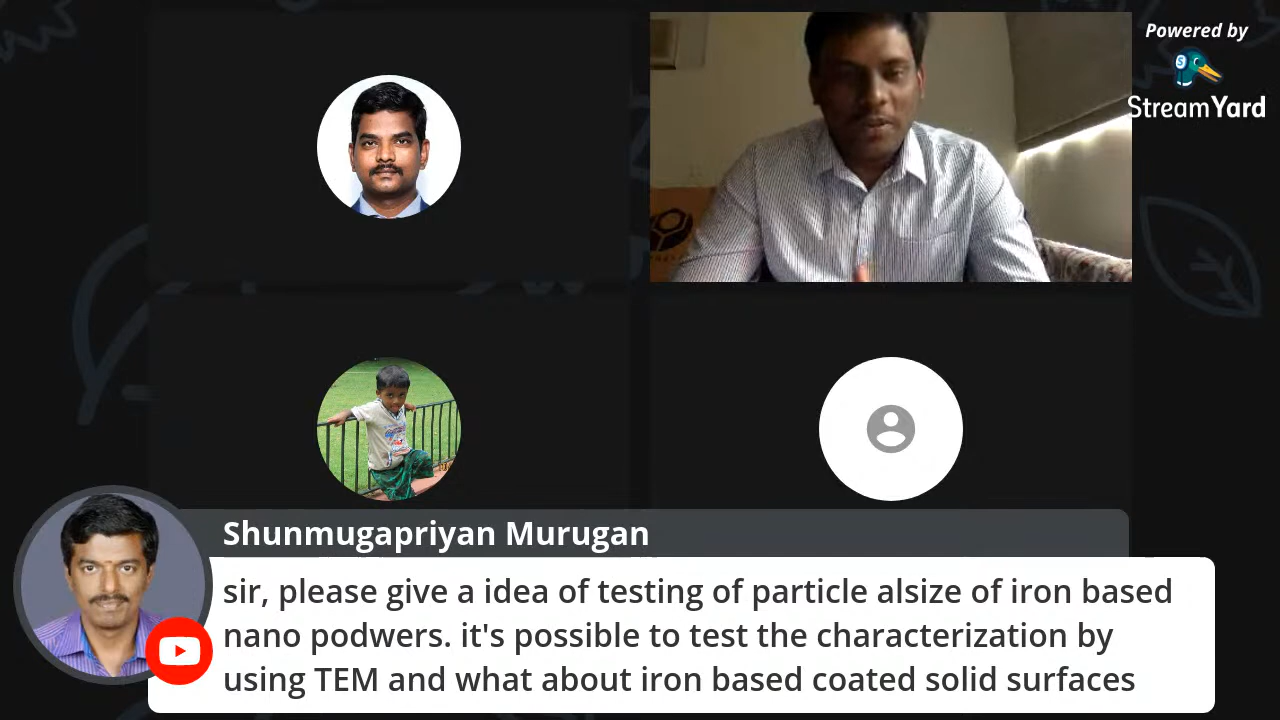 Powered by
StreamYard
Shunmugapriyan Murugan
sir, please give a idea of testing of particle alsize of iron based
nano podwers. it's possible to test the characterization by
using TEM and what about iron based coated solid surfaces